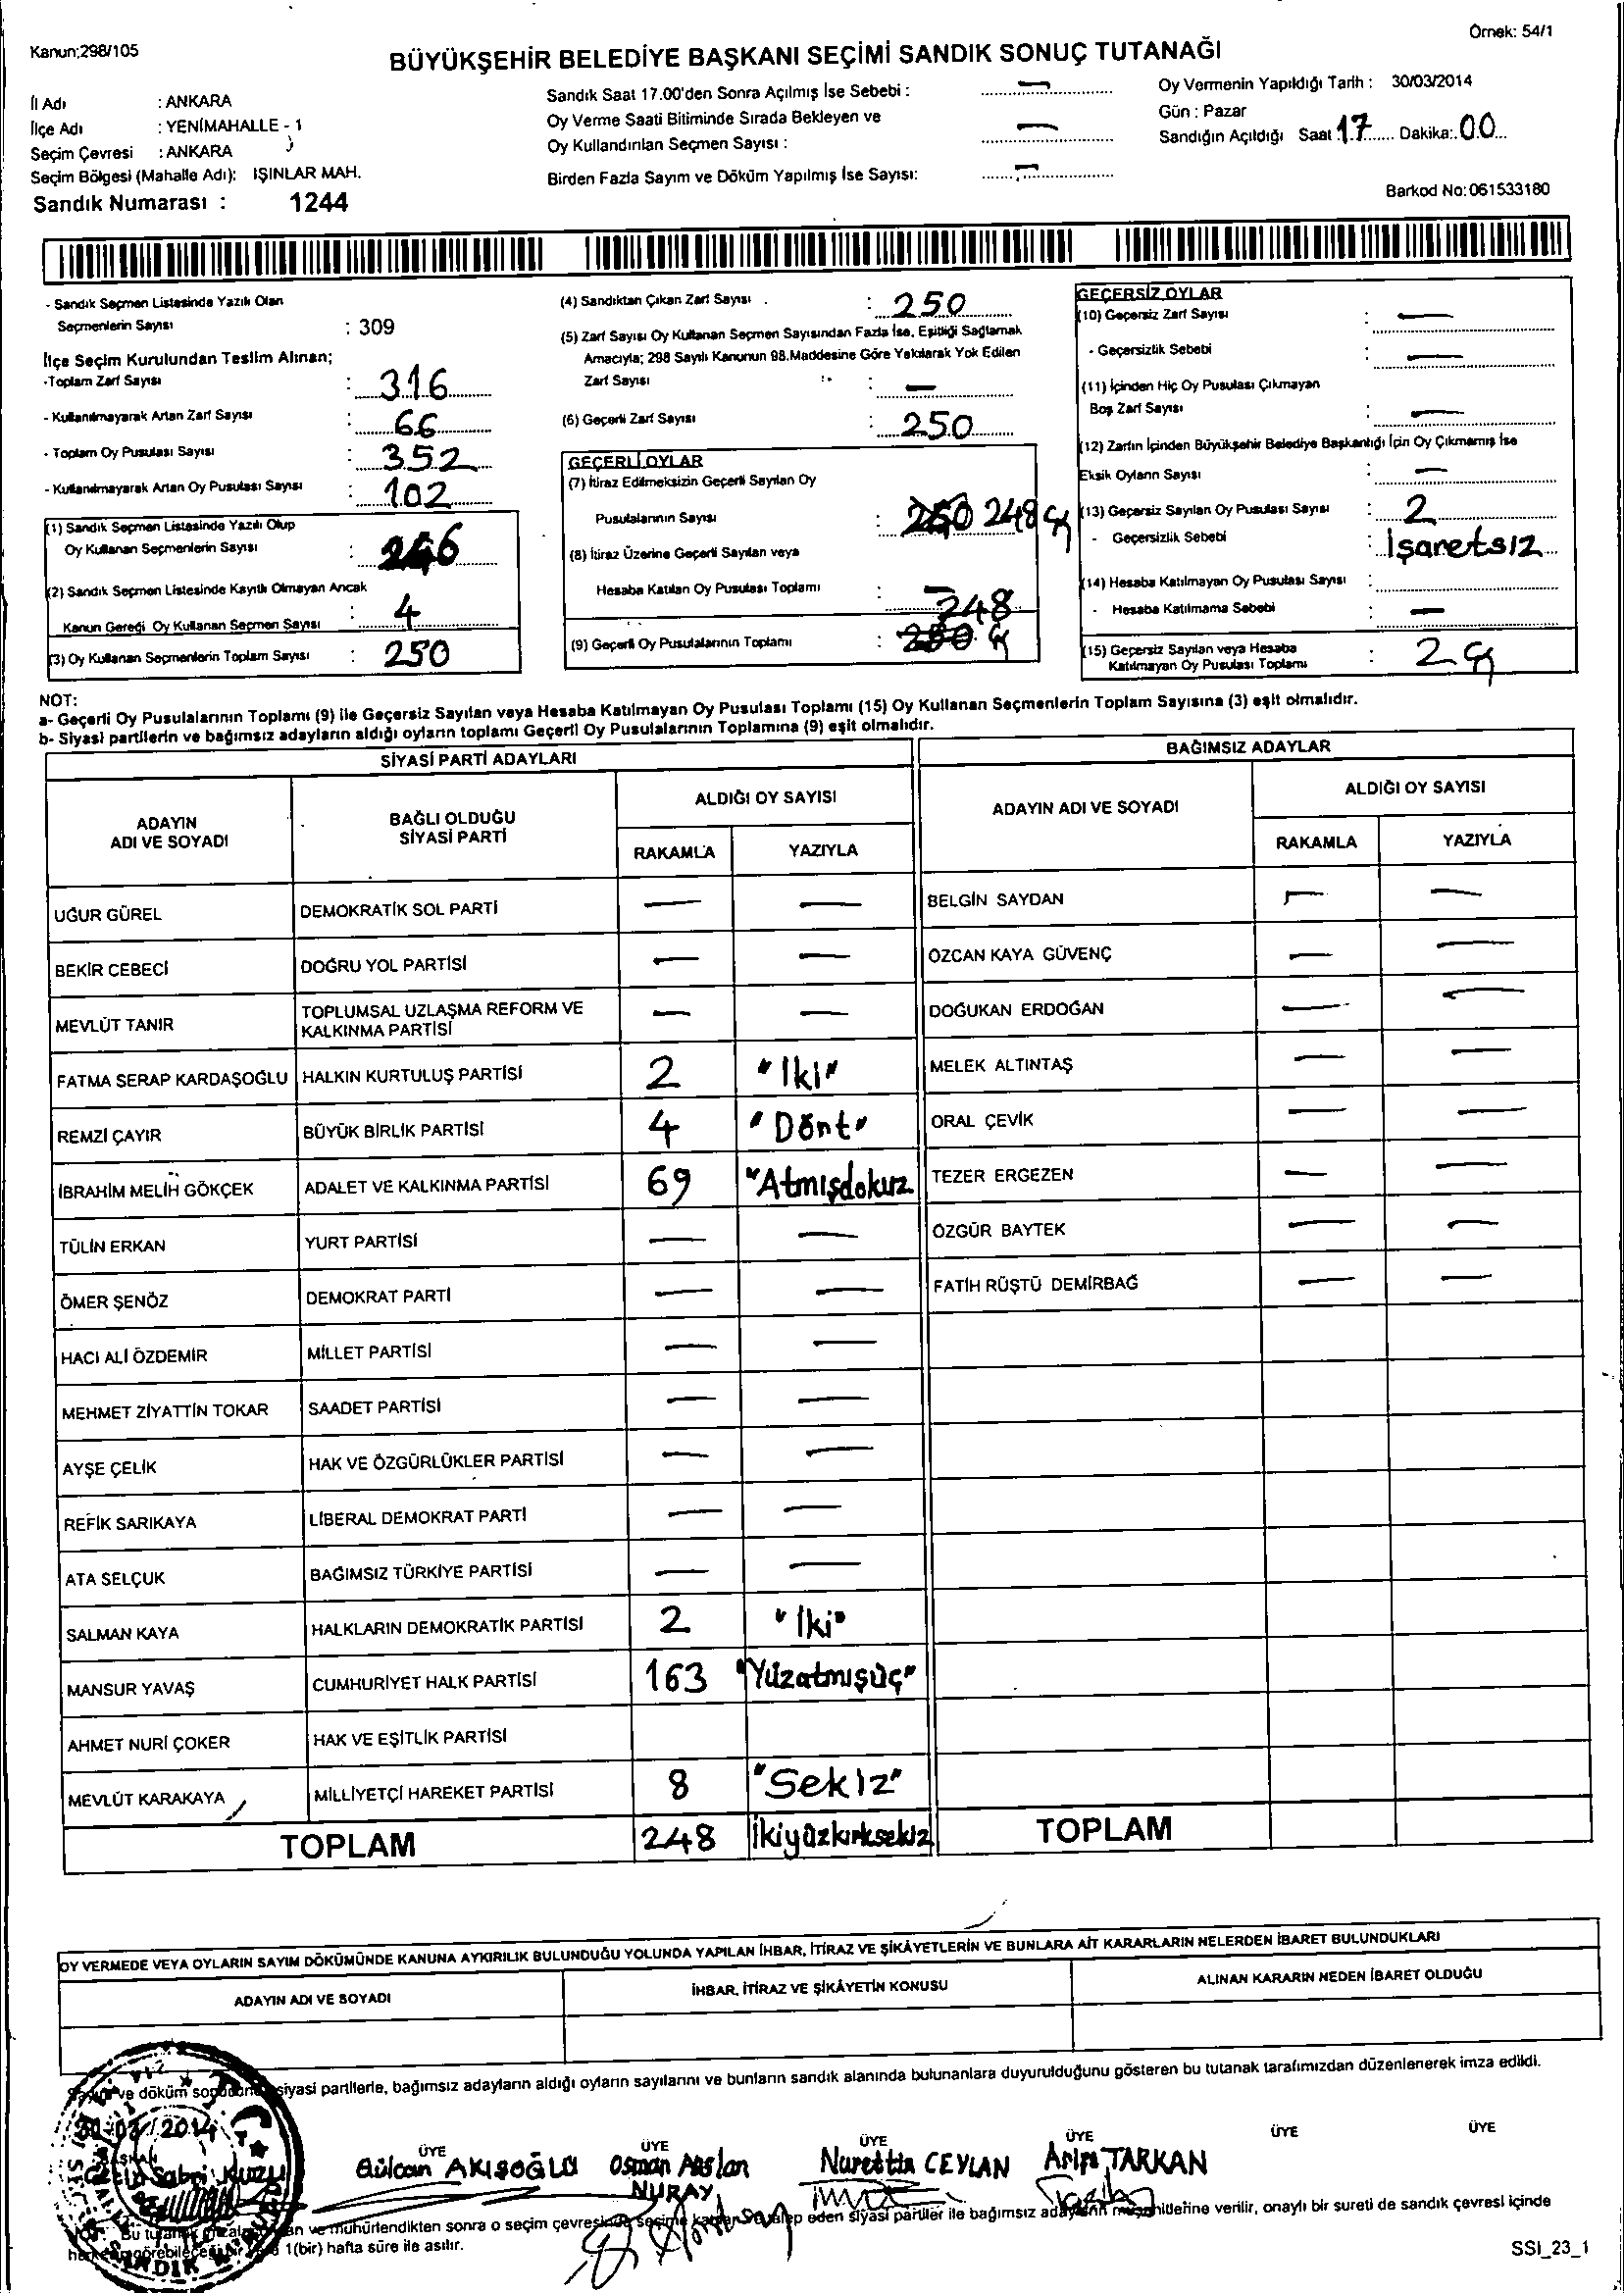 Kanun:298/105
Örnek: 54/1
BÜYÜKŞEHİR BELEDİYE BAŞKANI SEÇİMİ SANDIK SONUÇ TUTANAĞI
İl Adı : ANKARA
İlçe Adı : YENİMAHALLE - 1
Seçim Çevresi : ANKARA
Seçim Bölgesi (Mahalle Adı): IŞINLAR MAH.
Sandık Numarası : 1244
Sandık Saat 17.00'den Sonra Açılmış İse Sebebi : —
Oy Verme Saati Bitiminde Sırada Bekleyen ve
Oy Kullandırılan Seçmen Sayısı : —
Birden Fazla Sayım ve Döküm Yapılmış İse Sayısı: —
Oy Vermenin Yapıldığı Tarih : 30/03/2014
Gün : Pazar
Sandığın Açıldığı Saat 17 Dakika: 00
Barkod No:061533180
- Sandık Seçmen Listesinde Yazılı Olan
Seçmenlerin Sayısı : 309
İlçe Seçim Kurulundan Teslim Alınan;
-Toplam Zarf Sayısı : 316
- Kullanılmayarak Artan Zarf Sayısı : 66
- Toplam Oy Pusulası Sayısı : 352
- Kullanılmayarak Artan Oy Pusulası Sayısı : 102
(1) Sandık Seçmen Listesinde Yazılı Olup
Oy Kullanan Seçmenlerin Sayısı : 246
(2) Sandık Seçmen Listesinde Kayıtlı Olmayan Ancak
Kanun Gereği Oy Kullanan Seçmen Sayısı : 4
(3) Oy Kullanan Seçmenlerin Toplam Sayısı : 250
(4) Sandıktan Çıkan Zarf Sayısı : 250
(5) Zarf Sayısı Oy Kullanan Seçmen Sayısından Fazla İse, Eşitliği Sağlamak
Amacıyla; 298 Sayılı Kanunun 98.Maddesine Göre Yakılarak Yok Edilen
Zarf Sayısı : —
(6) Geçerli Zarf Sayısı : 250
GEÇERLİ OYLAR
(7) İtiraz Edilmeksizin Geçerli Sayılan Oy
Pusulalarının Sayısı : 250 248
(8) İtiraz Üzerine Geçerli Sayılan veya
Hesaba Katılan Oy Pusulası Toplamı : —
248
(9) Geçerli Oy Pusulalarının Toplamı : 250
GEÇERSİZ OYLAR
(10) Geçersiz Zarf Sayısı : —
- Geçersizlik Sebebi : —
(11) İçinden Hiç Oy Pusulası Çıkmayan
Boş Zarf Sayısı : —
(12) Zarfın İçinden Büyükşehir Belediye Başkanlığı İçin Oy Çıkmamış İse
Eksik Oyların Sayısı : —
(13) Geçersiz Sayılan Oy Pusulası Sayısı : 2
- Geçersizlik Sebebi : İşaretsiz
(14) Hesaba Katılmayan Oy Pusulası Sayısı :
- Hesaba Katılmama Sebebi : —
(15) Geçersiz Sayılan veya Hesaba
Katılmayan Oy Pusulası Toplamı : 2
NOT:
a- Geçerli Oy Pusulalarının Toplamı (9) ile Geçersiz Sayılan veya Hesaba Katılmayan Oy Pusulası Toplamı (15) Oy Kullanan Seçmenlerin Toplam Sayısına (3) eşit olmalıdır.
b- Siyasi partilerin ve bağımsız adayların aldığı oyların toplamı Geçerli Oy Pusulalarının Toplamına (9) eşit olmalıdır.
SİYASİ PARTİ ADAYLARI
ADAYIN ADI VE SOYADI
BAĞLI OLDUĞU SİYASİ PARTİ
ALDIĞI OY SAYISI
RAKAMLA YAZIYLA
UĞUR GÜREL DEMOKRATİK SOL PARTİ — —
BEKİR CEBECİ DOĞRU YOL PARTİSİ — —
MEVLÜT TANIR TOPLUMSAL UZLAŞMA REFORM VE KALKINMA PARTİSİ — —
FATMA SERAP KARDAŞOĞLU HALKIN KURTULUŞ PARTİSİ 2 "İki"
REMZİ ÇAYIR BÜYÜK BİRLİK PARTİSİ 4 "Dört"
İBRAHİM MELİH GÖKÇEK ADALET VE KALKINMA PARTİSİ 69 "Atmışdokuz
TÜLİN ERKAN YURT PARTİSİ — —
ÖMER ŞENÖZ DEMOKRAT PARTİ — —
HACI ALİ ÖZDEMİR MİLLET PARTİSİ — —
MEHMET ZİYATTİN TOKAR SAADET PARTİSİ — —
AYŞE ÇELİK HAK VE ÖZGÜRLÜKLER PARTİSİ — —
REFİK SARIKAYA LİBERAL DEMOKRAT PARTİ — —
ATA SELÇUK BAĞIMSIZ TÜRKİYE PARTİSİ — —
SALMAN KAYA HALKLARIN DEMOKRATİK PARTİSİ 2 "İki"
MANSUR YAVAŞ CUMHURİYET HALK PARTİSİ 163 "Yüzatmışüç"
AHMET NURİ ÇOKER HAK VE EŞİTLİK PARTİSİ
MEVLÜT KARAKAYA MİLLİYETÇİ HAREKET PARTİSİ 8 "Sekiz"
TOPLAM 248 İkiyüzkırksekiz
BAĞIMSIZ ADAYLAR
ADAYIN ADI VE SOYADI
ALDIĞI OY SAYISI
RAKAMLA YAZIYLA
BELGİN SAYDAN — —
ÖZCAN KAYA GÜVENÇ — —
DOĞUKAN ERDOĞAN — —
MELEK ALTINTAŞ — —
ORAL ÇEVİK — —
TEZER ERGEZEN — —
ÖZGÜR BAYTEK — —
FATİH RÜŞTÜ DEMİRBAĞ — —
TOPLAM
OY VERMEDE VEYA OYLARIN SAYIM DÖKÜMÜNDE KANUNA AYKIRILIK BULUNDUĞU YOLUNDA YAPILAN İHBAR, İTİRAZ VE ŞİKÂYETLERİN VE BUNLARA AİT KARARLARIN NELERDEN İBARET BULUNDUKLARI
ADAYIN ADI VE SOYADI
İHBAR, İTİRAZ VE ŞİKÂYETİN KONUSU
ALINAN KARARIN NEDEN İBARET OLDUĞU
ve döküm siyasi partilerle, bağımsız adayların aldığı oyların sayılarını ve bunların sandık alanında bulunanlara duyurulduğunu gösteren bu tutanak tarafımızdan düzenlenerek imza edildi.
30/03/2014
BAŞKAN ÜYE ÜYE ÜYE ÜYE ÜYE ÜYE
Sabri Kuzu
Gülcan AKISOĞLU
Osman Arslan
NURAY
Nurettin CEYLAN
TARKAN
Bu tutanak ve mühürlendikten sonra o seçim çevresinde seçime eden siyasi partiler ile bağımsız adayların müşahitlerine verilir, onaylı bir sureti de sandık çevresi içinde
1(bir) hafta süre ile asılır.
SSI_23_1